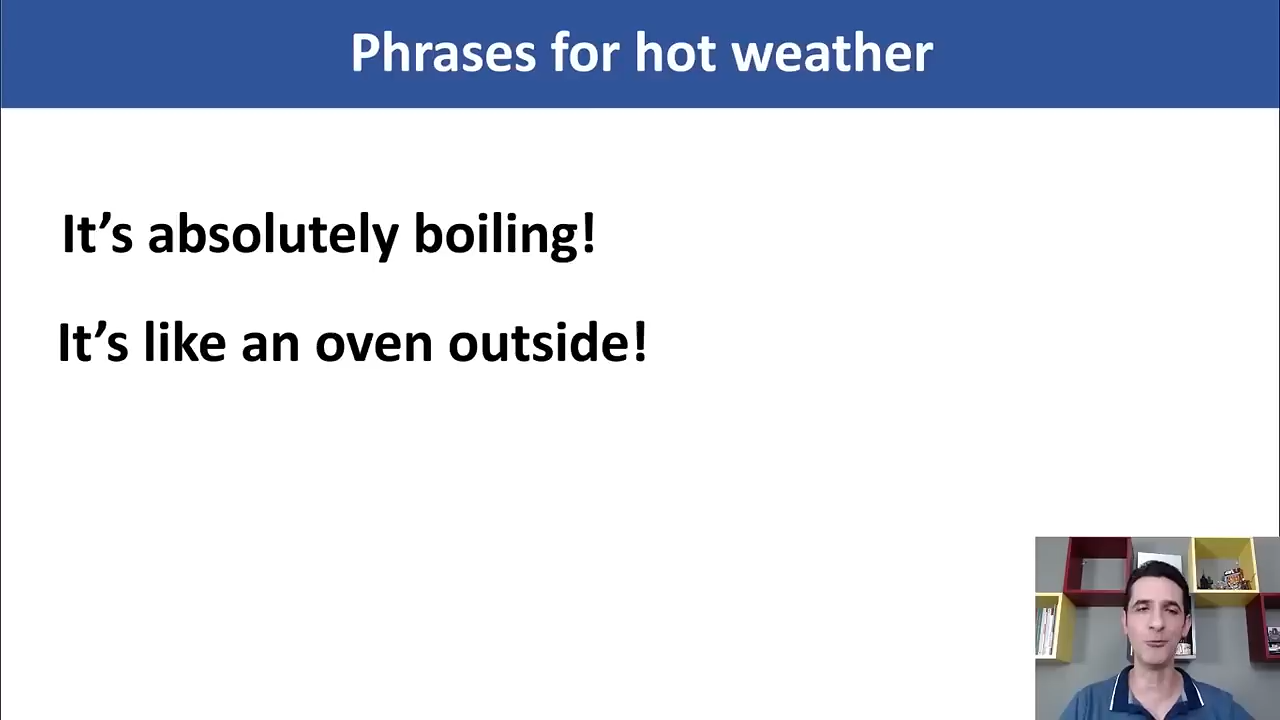 Phrases for hot weather
It’s absolutely boiling!
It’s like an oven outside!